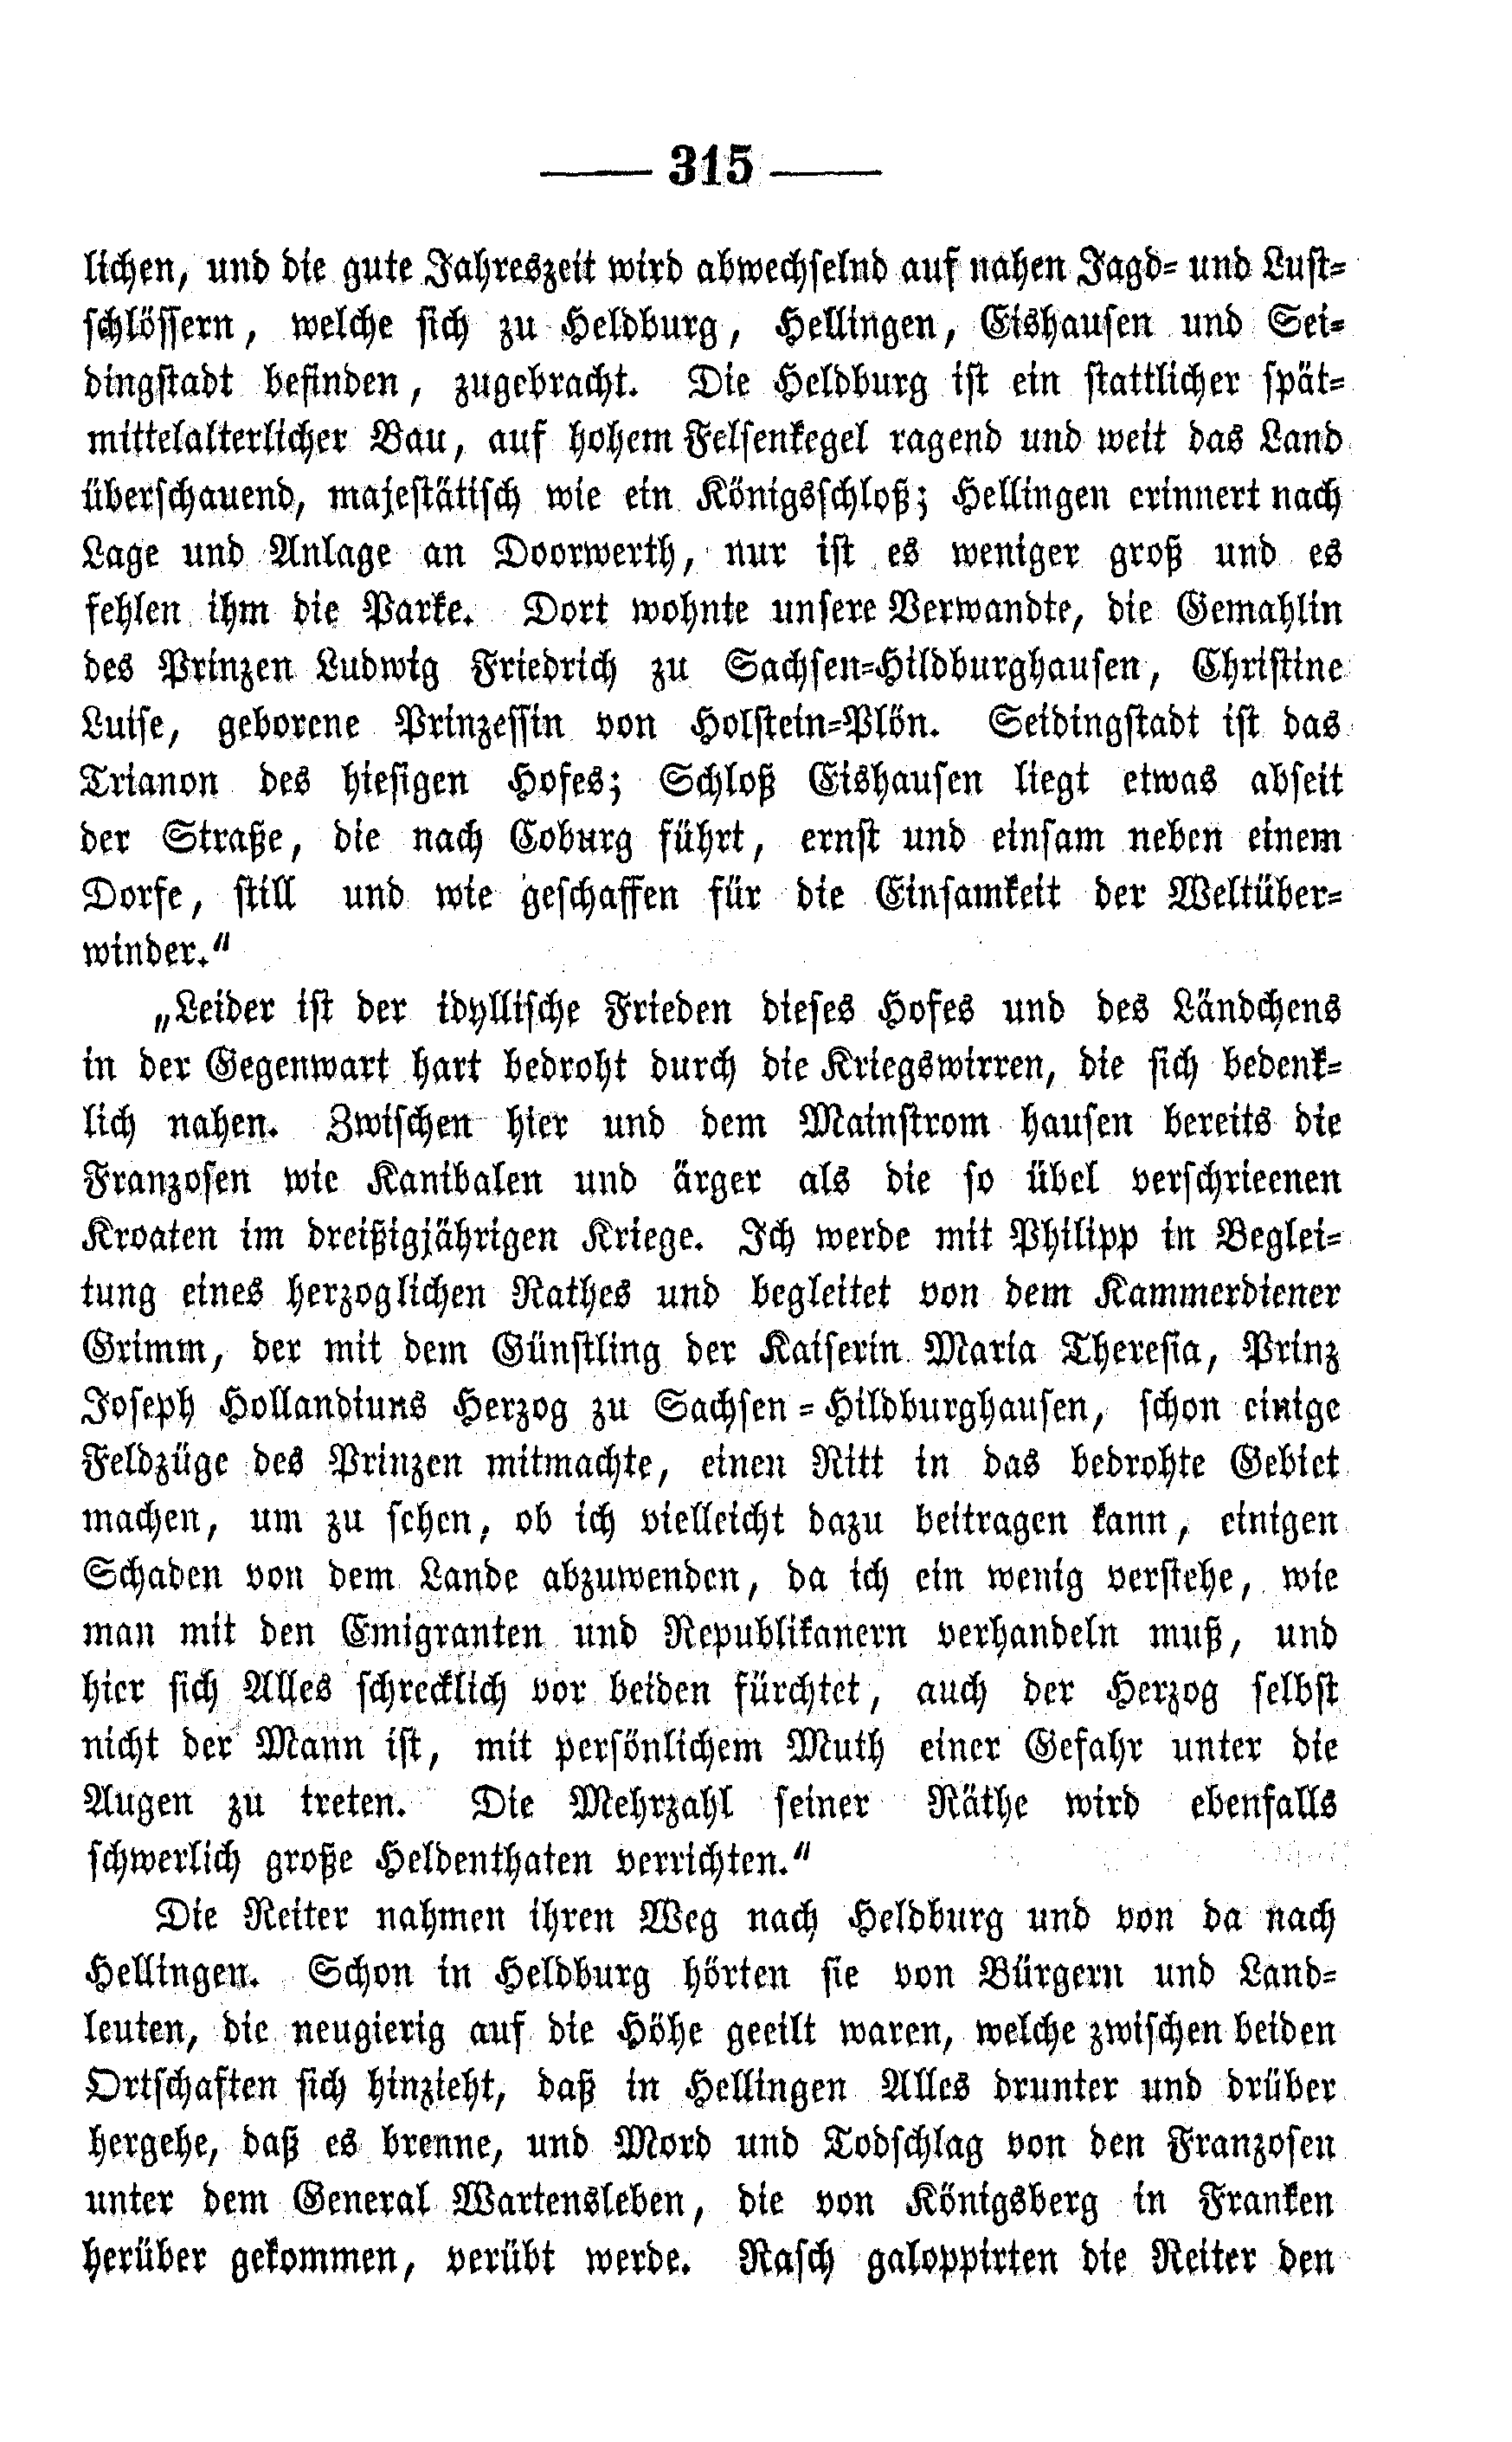 315
lichen, und die gute Jahreszeit wird abwechselnd auf nahen Jagd- und Lust-
schlössern, welche sich zu Heldburg, Hellingen, Eishausen und Sei-
dingstadt befinden, zugebracht. Die Heldburg ist ein stattlicher spät-
mittelalterlicher Bau, auf hohem Felsenkegel ragend und weit das Land
überschauend, majestätisch wie ein Königsschloß; Hellingen erinnert nach
Lage und Anlage an Doorwerth, nur ist es weniger groß und es
fehlen ihm die Parke. Dort wohnte unsere Verwandte, die Gemahlin
des Prinzen Ludwig Friedrich zu Sachsen-Hildburghausen, Christine
Luise, geborene Prinzessin von Holstein-Plön. Seidingstadt ist das
Trianon des hiesigen Hofes; Schloß Eishausen liegt etwas abseit
der Straße, die nach Coburg führt, ernst und einsam neben einem
Dorfe, still und wie geschaffen für die Einsamkeit der Weltüber-
winder.“
„Leider ist der idyllische Frieden dieses Hofes und des Ländchens
in der Gegenwart hart bedroht durch die Kriegswirren, die sich bedenk-
lich nahen. Zwischen hier und dem Mainstrom hausen bereits die
Franzosen wie Kanibalen und ärger als die so übel verschrieenen
Kroaten im dreißigjährigen Kriege. Ich werde mit Philipp in Beglei-
tung eines herzoglichen Rathes und begleitet von dem Kammerdiener
Grimm, der mit dem Günstling der Kaiserin Maria Theresia, Prinz
Joseph Hollandiuns Herzog zu Sachsen-Hildburghausen, schon einige
Feldzüge des Prinzen mitmachte, einen Ritt in das bedrohte Gebiet
machen, um zu sehen, ob ich vielleicht dazu beitragen kann, einigen
Schaden von dem Lande abzuwenden, da ich ein wenig verstehe, wie
man mit den Emigranten und Republikanern verhandeln muß, und
hier sich Alles schrecklich vor beiden fürchtet, auch der Herzog selbst
nicht der Mann ist, mit persönlichem Muth einer Gefahr unter die
Augen zu treten. Die Mehrzahl seiner Räthe wird ebenfalls
schwerlich große Heldenthaten verrichten.“
Die Reiter nahmen ihren Weg nach Heldburg und von da nach
Hellingen. Schon in Heldburg hörten sie von Bürgern und Land-
leuten, die neugierig auf die Höhe geeilt waren, welche zwischen beiden
Ortschaften sich hinzieht, daß in Hellingen Alles drunter und drüber
hergehe, daß es brenne, und Mord und Todschlag von den Franzosen
unter dem General Wartensleben, die von Königsberg in Franken
herüber gekommen, verübt werde. Rasch galoppirten die Reiter den